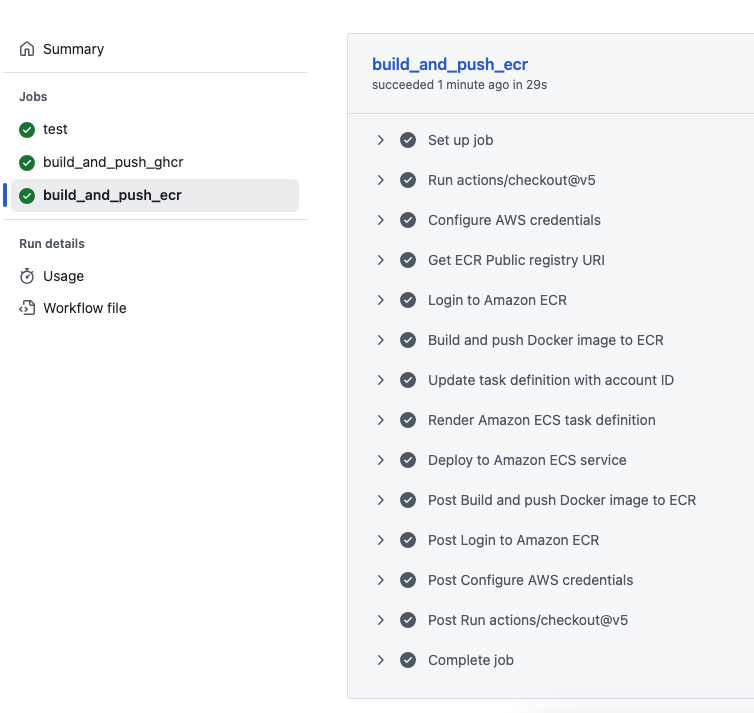 Summary
Jobs
test
build_and_push_ghcr
build_and_push_ecr
Run details
Usage
Workflow file
build_and_push_ecr
succeeded 1 minute ago in 29s
Set up job
Run actions/checkout@v5
Configure AWS credentials
Get ECR Public registry URI
Login to Amazon ECR
Build and push Docker image to ECR
Update task definition with account ID
Render Amazon ECS task definition
Deploy to Amazon ECS service
Post Build and push Docker image to ECR
Post Login to Amazon ECR
Post Configure AWS credentials
Post Run actions/checkout@v5
Complete job